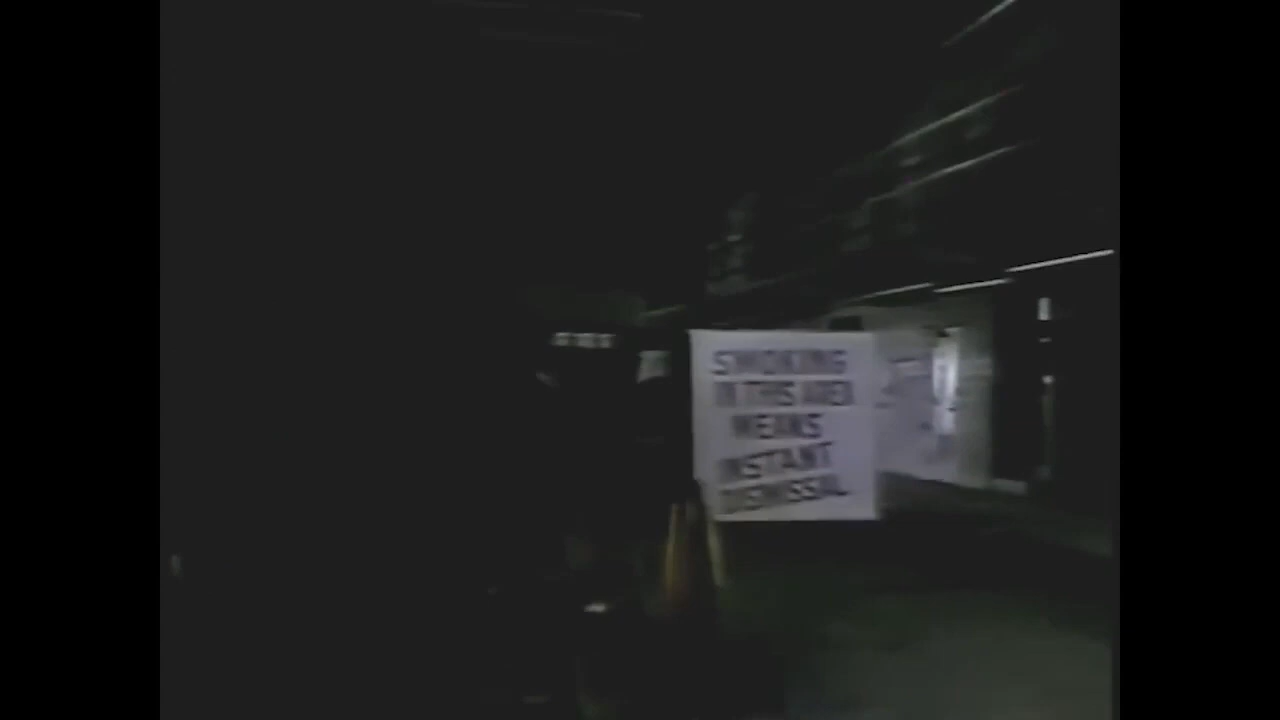 SMOKING
IN THIS AREA
MEANS
INSTANT
DISMISSAL